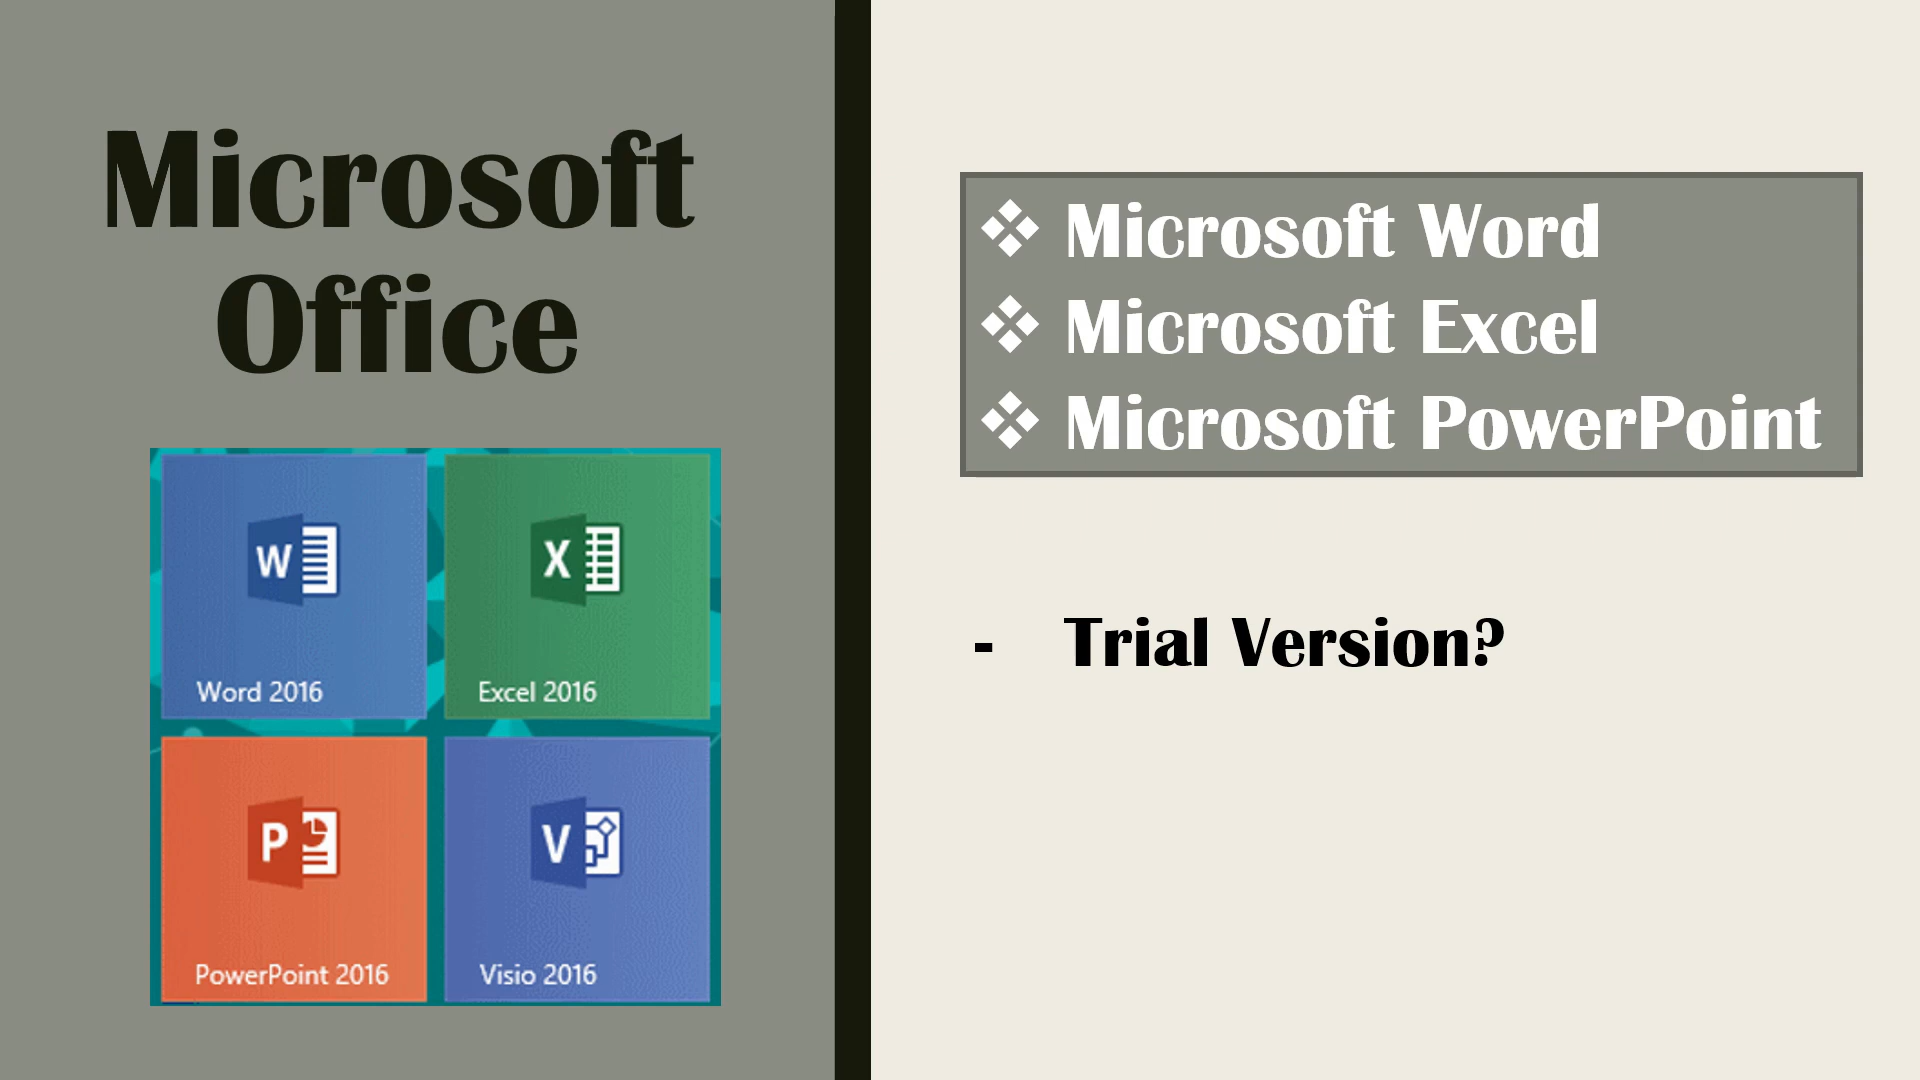 Microsoft
Office
W
X
Word 2016
Excel 2016
P
V
PowerPoint 2016
Visio 2016
❖ Microsoft Word
❖ Microsoft Excel
❖ Microsoft PowerPoint
- Trial Version?